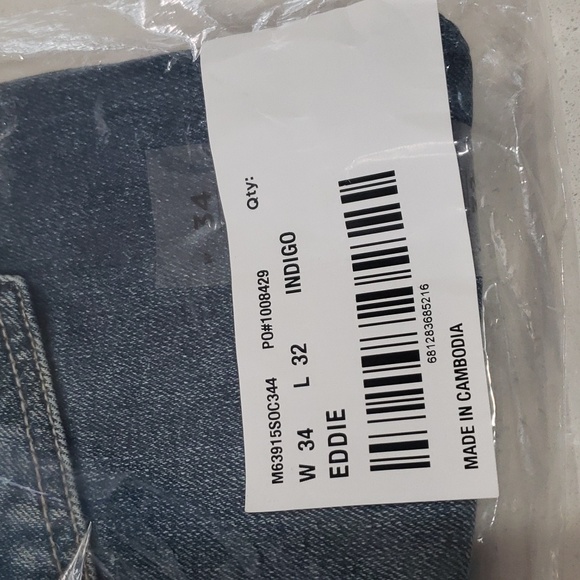 M63915S0C344 PO#1008429 Qty:
W 34 L 32 INDIGO
EDDIE
681283685216
MADE IN CAMBODIA
34